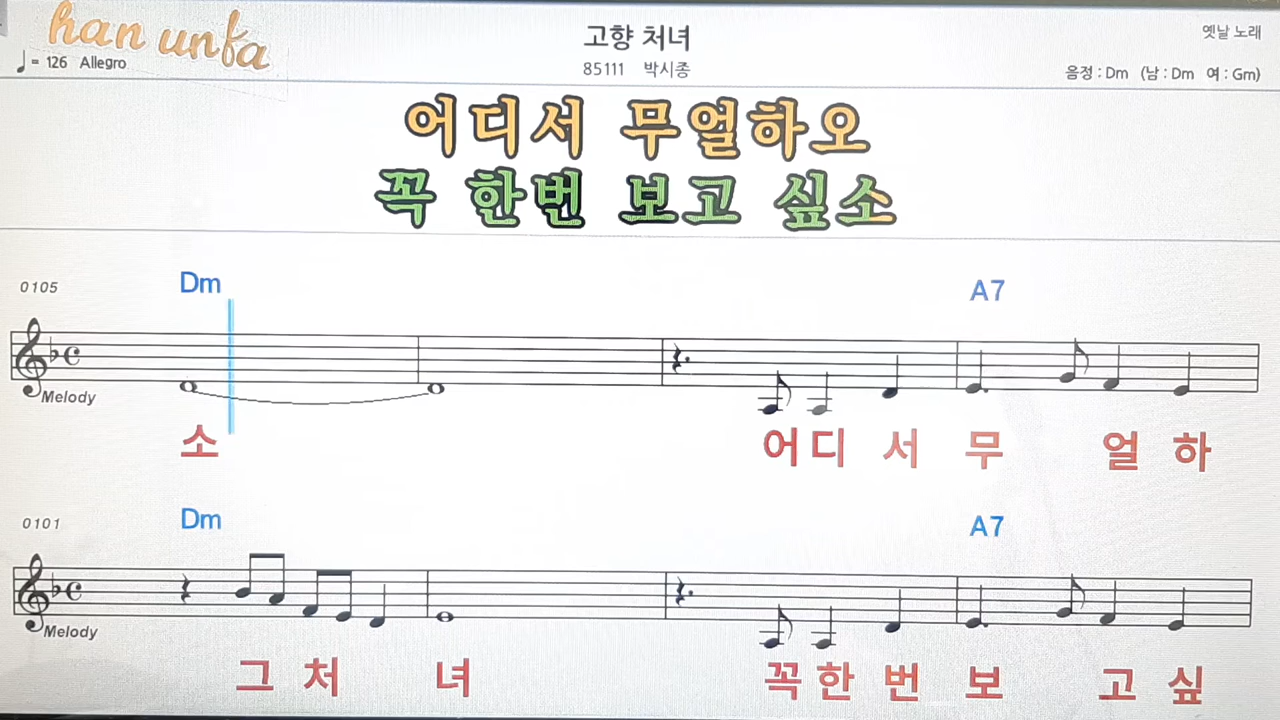 han unfa
고향 처녀
옛날 노래
♩= 126 Allegro
85111 박시종
음정 : Dm (남 : Dm 여 : Gm)
어디서 무얼하오
꼭 한번 보고 싶소
0105 Dm A7
Melody
소 어디 서 무 얼 하
0101 Dm A7
Melody
그 처 녀 꼭한 번 보 고 싶